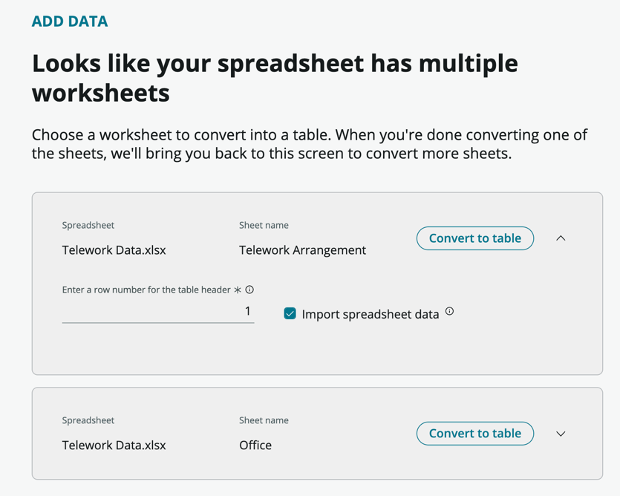 ADD DATA
Looks like your spreadsheet has multiple
worksheets
Choose a worksheet to convert into a table. When you're done converting one of
the sheets, we'll bring you back to this screen to convert more sheets.
Spreadsheet
Sheet name
Telework Data.xlsx
Telework Arrangement
Convert to table
Enter a row number for the table header *
1
Import spreadsheet data
Spreadsheet
Sheet name
Telework Data.xlsx
Office
Convert to table